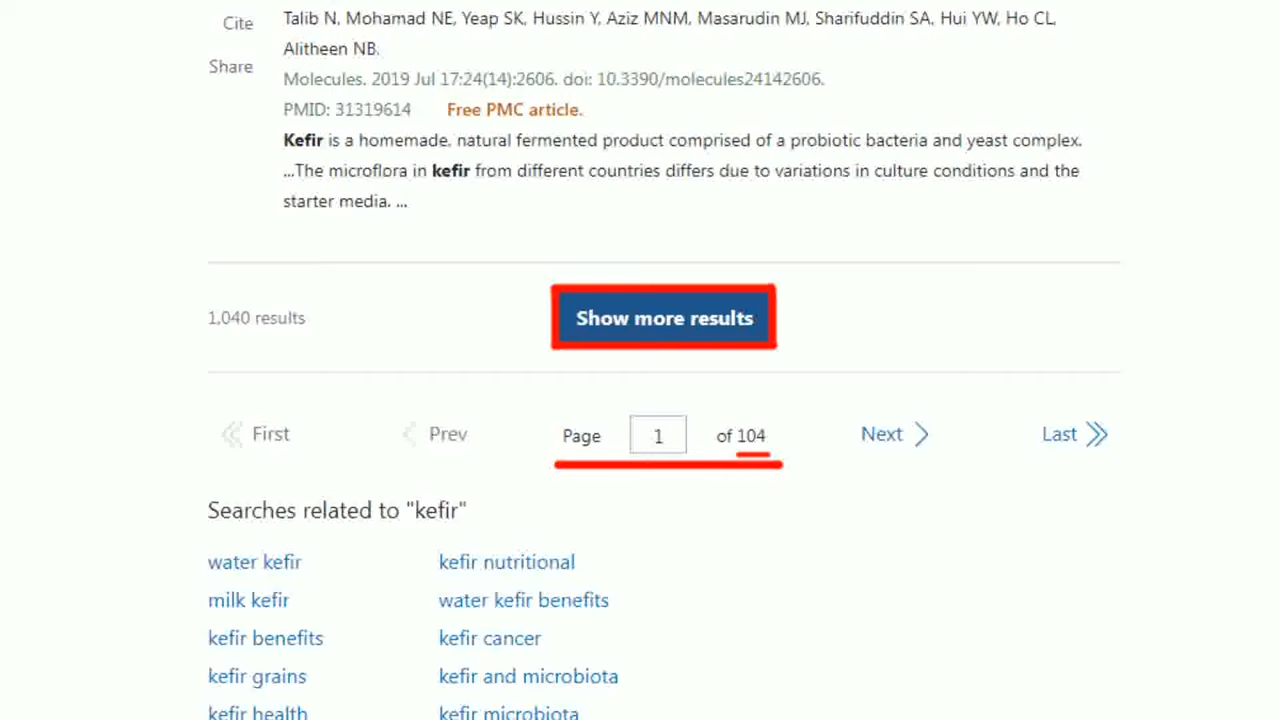 Cite
Talib N, Mohamad NE, Yeap SK, Hussin Y, Aziz MNM, Masarudin MJ, Sharifuddin SA, Hui YW, Ho CL,
Alitheen NB.
Share
Molecules. 2019 Jul 17;24(14):2606. doi: 10.3390/molecules24142606.
PMID: 31319614 Free PMC article.
Kefir is a homemade, natural fermented product comprised of a probiotic bacteria and yeast complex.
...The microflora in kefir from different countries differs due to variations in culture conditions and the
starter media. ...
1,040 results
Show more results
First Prev Page 1 of 104 Next Last
Searches related to "kefir"
water kefir kefir nutritional
milk kefir water kefir benefits
kefir benefits kefir cancer
kefir grains kefir and microbiota
kefir health kefir microbiota